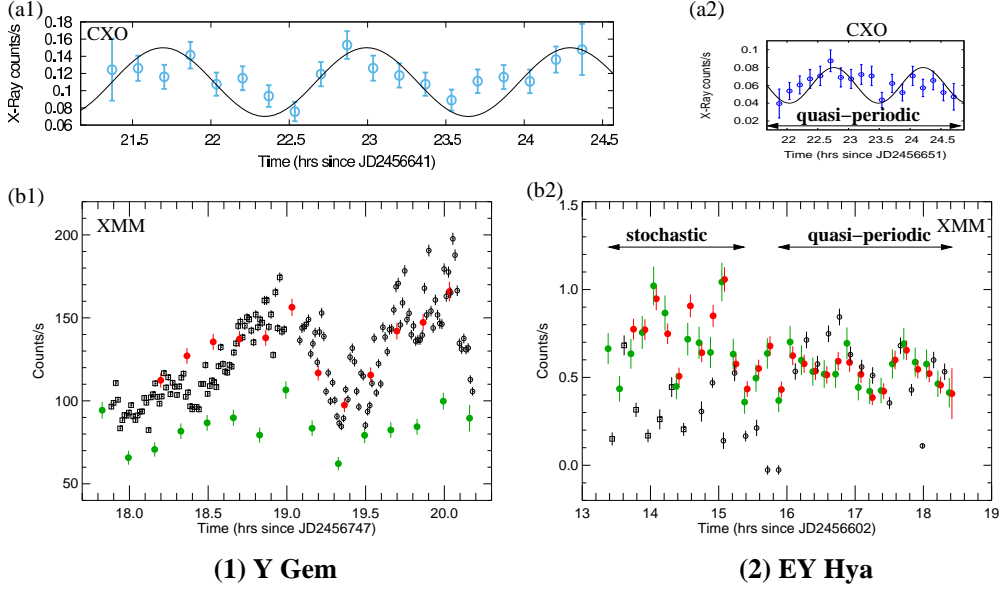 (a1)
CXO
X-Ray counts/s
0.18
0.16
0.14
0.12
0.10
0.08
0.06
21.5 22 22.5 23 23.5 24 24.5
Time (hrs since JD2456641)
(a2)
CXO
X-Ray counts/s
0.1
0.08
0.06
0.04
0.02
quasi-periodic
22 22.5 23 23.5 24 24.5
Time (hrs since JD2456651)
(b1)
XMM
Counts/s
200
150
100
50
18.0 18.5 19.0 19.5 20.0
Time (hrs since JD2456747)
(b2)
XMM
stochastic quasi-periodic
Counts/s
1.5
1.0
0.5
0.0
13 14 15 16 17 18 19
Time (hrs since JD2456602)
(1) Y Gem
(2) EY Hya